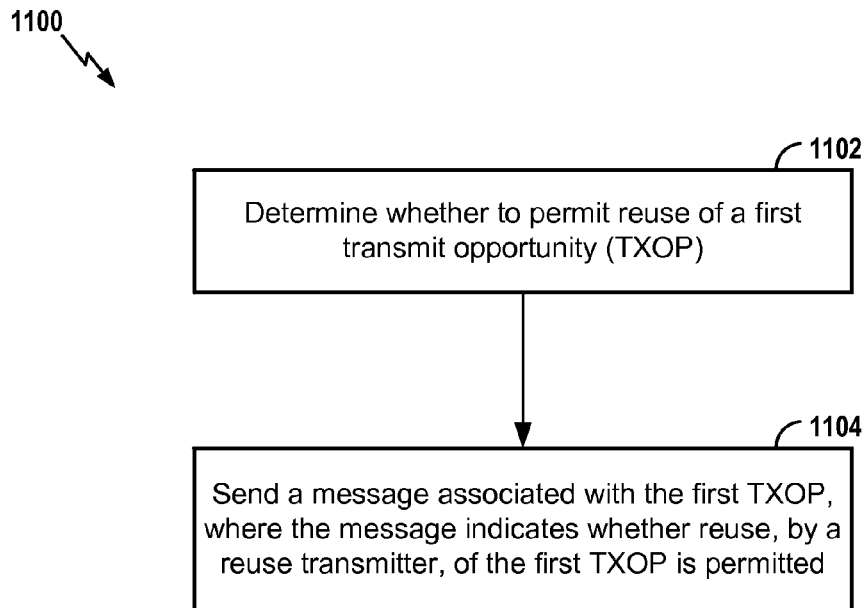 1100
1102
Determine whether to permit reuse of a first
transmit opportunity (TXOP)
1104
Send a message associated with the first TXOP,
where the message indicates whether reuse, by a
reuse transmitter, of the first TXOP is permitted